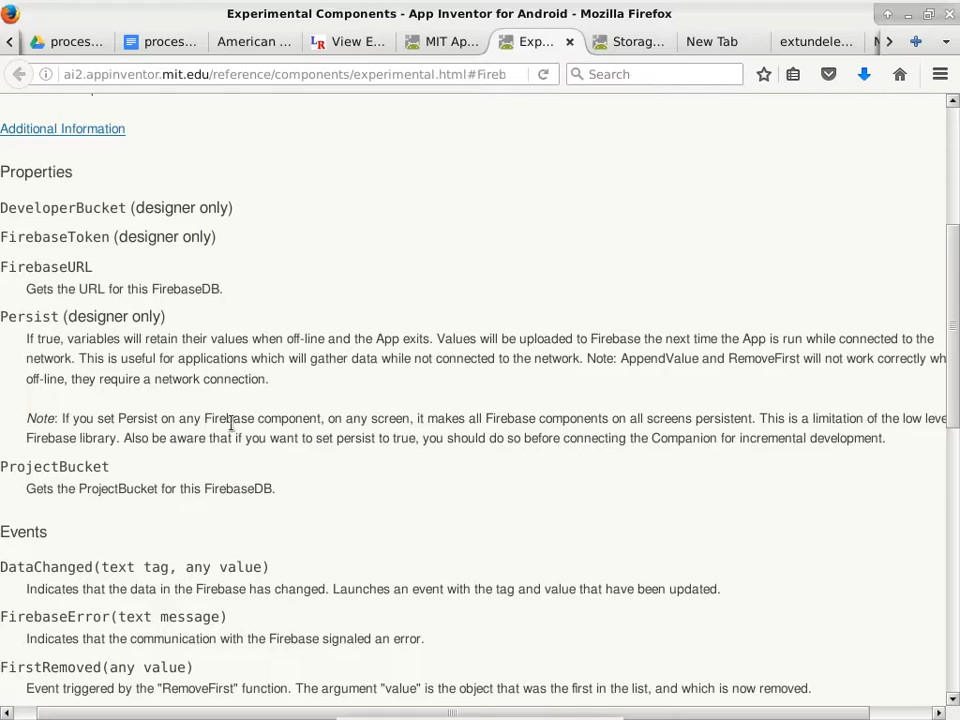 Experimental Components - App Inventor for Android - Mozilla Firefox
proces... proces... American ... View E... MIT Ap... Exp... Storag... New Tab extundele...
ai2.appinventor.mit.edu/reference/components/experimental.html#Fireb Search
Additional Information
Properties
DeveloperBucket (designer only)
FirebaseToken (designer only)
FirebaseURL
Gets the URL for this FirebaseDB.
Persist (designer only)
If true, variables will retain their values when off-line and the App exits. Values will be uploaded to Firebase the next time the App is run while connected to the
network. This is useful for applications which will gather data while not connected to the network. Note: AppendValue and RemoveFirst will not work correctly wh
off-line, they require a network connection.
Note: If you set Persist on any Firebase component, on any screen, it makes all Firebase components on all screens persistent. This is a limitation of the low leve
Firebase library. Also be aware that if you want to set persist to true, you should do so before connecting the Companion for incremental development.
ProjectBucket
Gets the ProjectBucket for this FirebaseDB.
Events
DataChanged(text tag, any value)
Indicates that the data in the Firebase has changed. Launches an event with the tag and value that have been updated.
FirebaseError(text message)
Indicates that the communication with the Firebase signaled an error.
FirstRemoved(any value)
Event triggered by the "RemoveFirst" function. The argument "value" is the object that was the first in the list, and which is now removed.